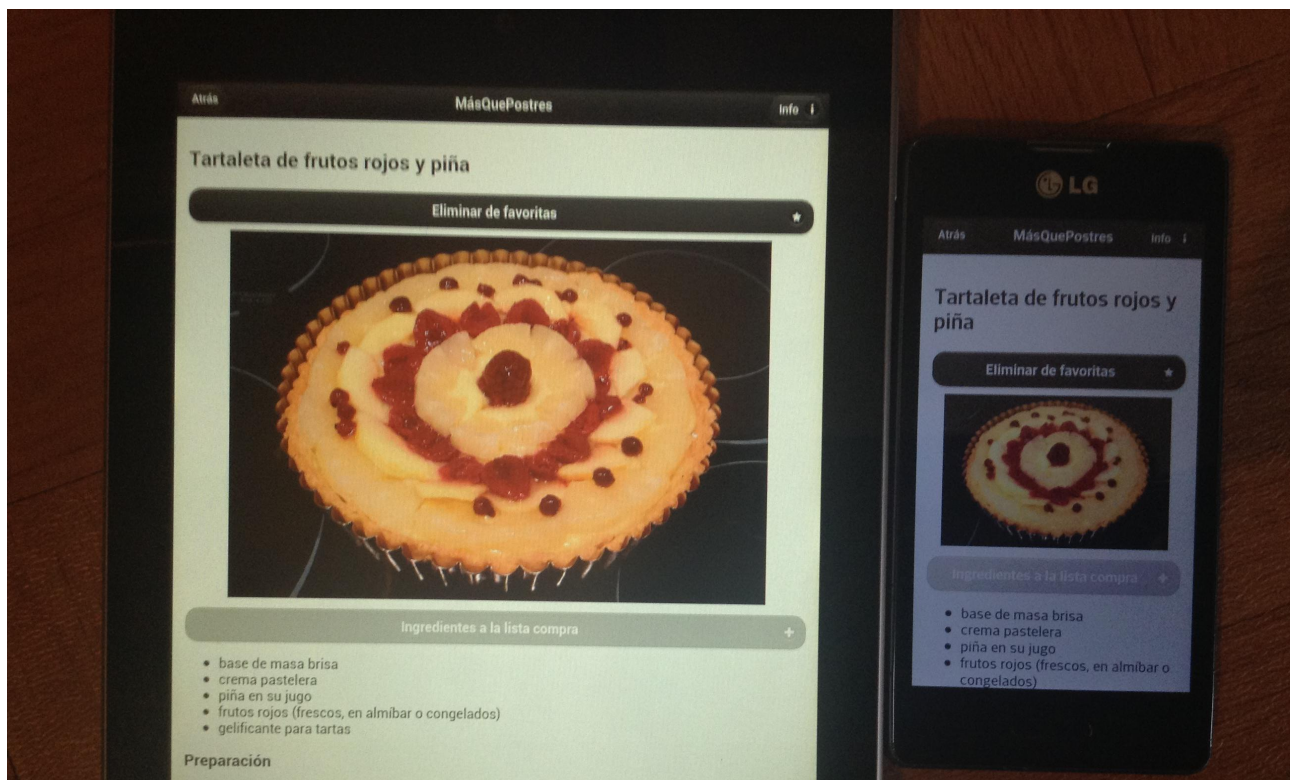 Atrás
MásQuePostres
Info i
Tartaleta de frutos rojos y piña
Eliminar de favoritas
Ingredientes a la lista compra
base de masa brisa
crema pastelera
piña en su jugo
frutos rojos (frescos, en almíbar o congelados)
gelificante para tartas
Preparación
LG
Atrás
MásQuePostres
Info i
Tartaleta de frutos rojos y
piña
Eliminar de favoritas
Ingredientes a la lista compra
base de masa brisa
crema pastelera
piña en su jugo
frutos rojos (frescos, en almíbar o
congelados)